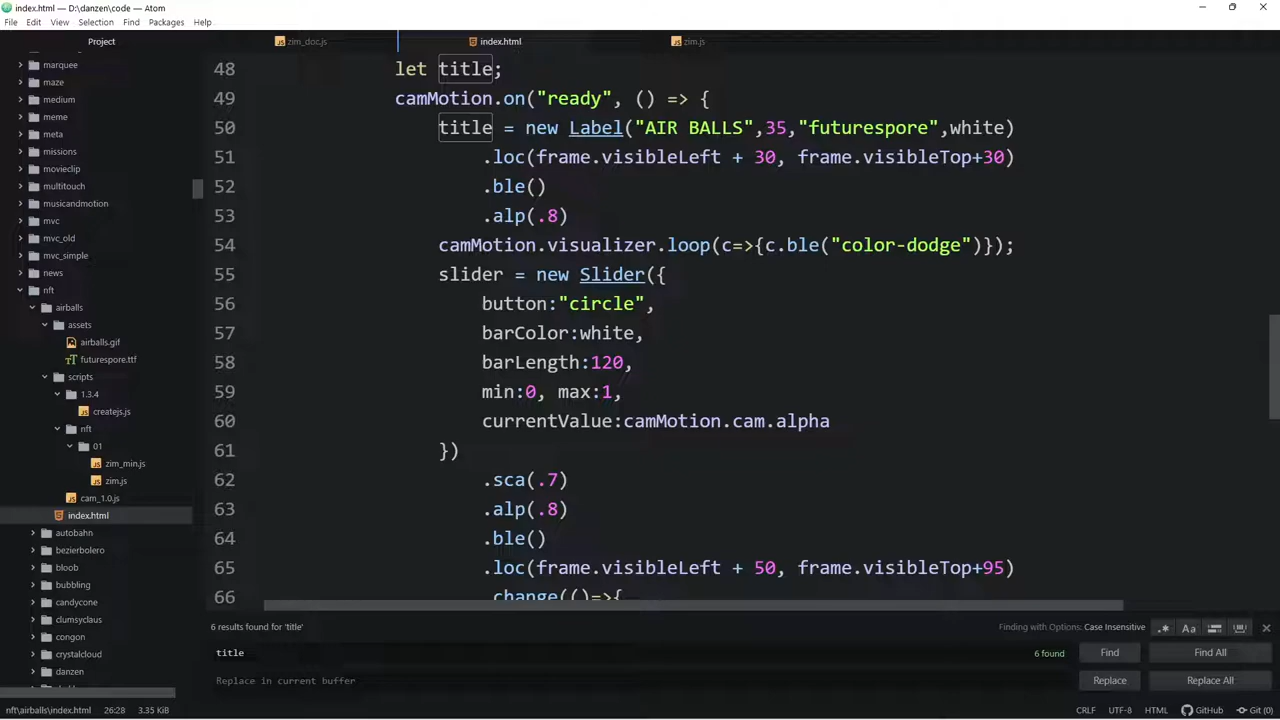 index.html — D:\danzen\code — Atom
File Edit View Selection Find Packages Help
Project
zim_doc.js
index.html
zim.js
marquee
maze
medium
meme
meta
missions
movieclip
multitouch
musicandmotion
mvc
mvc_old
mvc_simple
news
nft
airballs
assets
airballs.gif
futurespore.ttf
scripts
1.3.4
createjs.js
nft
01
zim_min.js
zim.js
cam_1.0.js
index.html
autobahn
bezierbolero
bloob
bubbling
candycone
clumsyclaus
congon
crystalcloud
danzen
48 let title;
49 camMotion.on("ready", () => {
50 title = new Label("AIR BALLS",35,"futurespore",white)
51 .loc(frame.visibleLeft + 30, frame.visibleTop+30)
52 .ble()
53 .alp(.8)
54 camMotion.visualizer.loop(c=>{c.ble("color-dodge")});
55 slider = new Slider({
56 button:"circle",
57 barColor:white,
58 barLength:120,
59 min:0, max:1,
60 currentValue:camMotion.cam.alpha
61 })
62 .sca(.7)
63 .alp(.8)
64 .ble()
65 .loc(frame.visibleLeft + 50, frame.visibleTop+95)
66 .change(()=>{
6 results found for 'title'
Finding with Options: Case Insensitive
.* Aa
title
6 found
Find
Find All
Replace in current buffer
Replace
Replace All
nft\airballs\index.html 26:28 3.35 KiB
CRLF UTF-8 HTML GitHub Git (0)